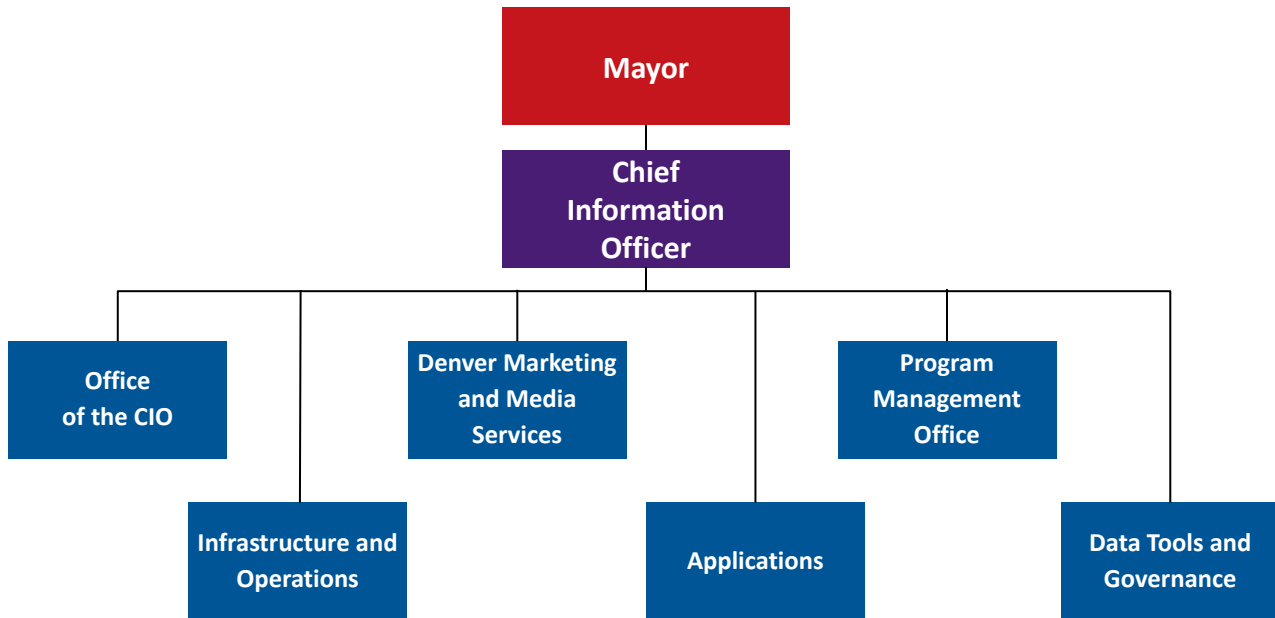 Mayor
Chief
Information
Officer
Office
of the CIO
Denver Marketing
and Media
Services
Program
Management
Office
Infrastructure and
Operations
Applications
Data Tools and
Governance